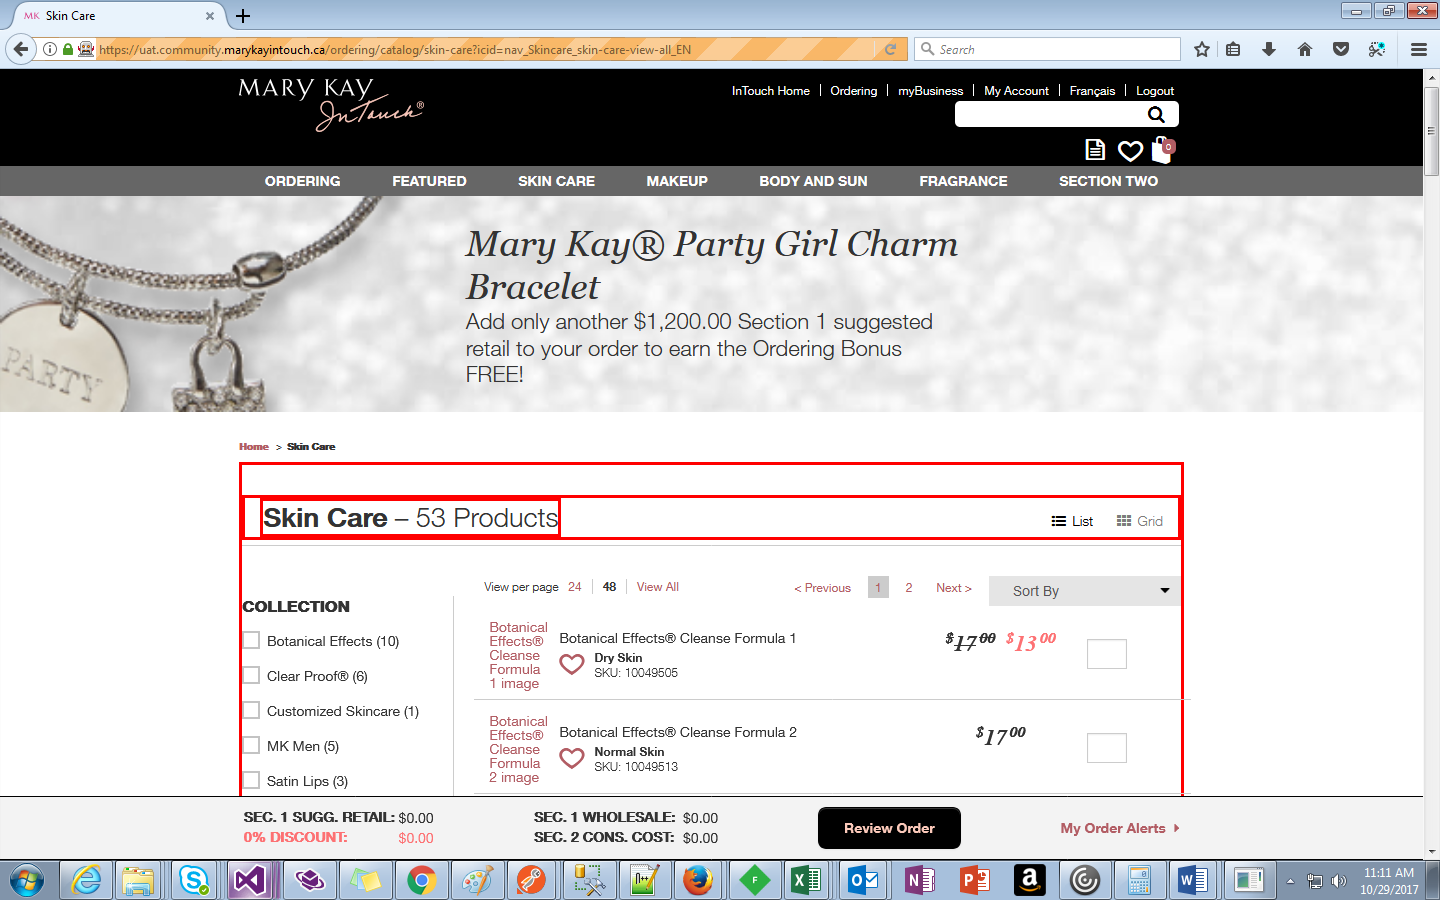 MK Skin Care
https://uat.community.marykayintouch.ca/ordering/catalog/skin-care?icid=nav_Skincare_skin-care-view-all_EN
Search
MARY KAY
InTouch®
InTouch Home
Ordering
myBusiness
My Account
Français
Logout
0
ORDERING
FEATURED
SKIN CARE
MAKEUP
BODY AND SUN
FRAGRANCE
SECTION TWO
PARTY
Mary Kay® Party Girl Charm
Bracelet
Add only another $1,200.00 Section 1 suggested
retail to your order to earn the Ordering Bonus
FREE!
Home > Skin Care
Skin Care – 53 Products
List
Grid
View per page 24 48 View All
< Previous 1 2 Next >
Sort By
COLLECTION
Botanical Effects (10)
Clear Proof® (6)
Customized Skincare (1)
MK Men (5)
Satin Lips (3)
Botanical
Effects®
Cleanse
Formula
1 image
Botanical Effects® Cleanse Formula 1
Dry Skin
SKU: 10049505
$17 00 $13 00
Botanical
Effects®
Cleanse
Formula
2 image
Botanical Effects® Cleanse Formula 2
Normal Skin
SKU: 10049513
$17 00
SEC. 1 SUGG. RETAIL: $0.00
0% DISCOUNT: $0.00
SEC. 1 WHOLESALE: $0.00
SEC. 2 CONS. COST: $0.00
Review Order
My Order Alerts
11:11 AM
10/29/2017